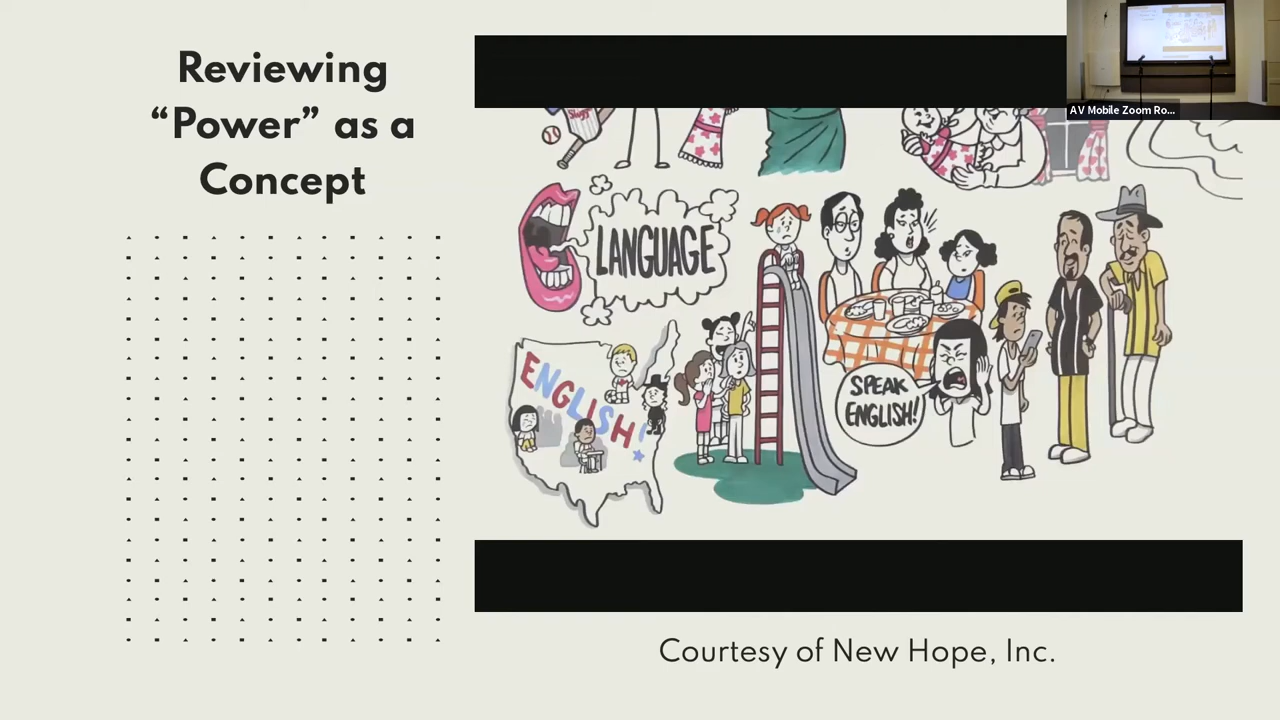 Reviewing
“Power” as a
Concept
AV Mobile Zoom Ro...
LANGUAGE
ENGLISH!
SPEAK
ENGLISH!
Courtesy of New Hope, Inc.